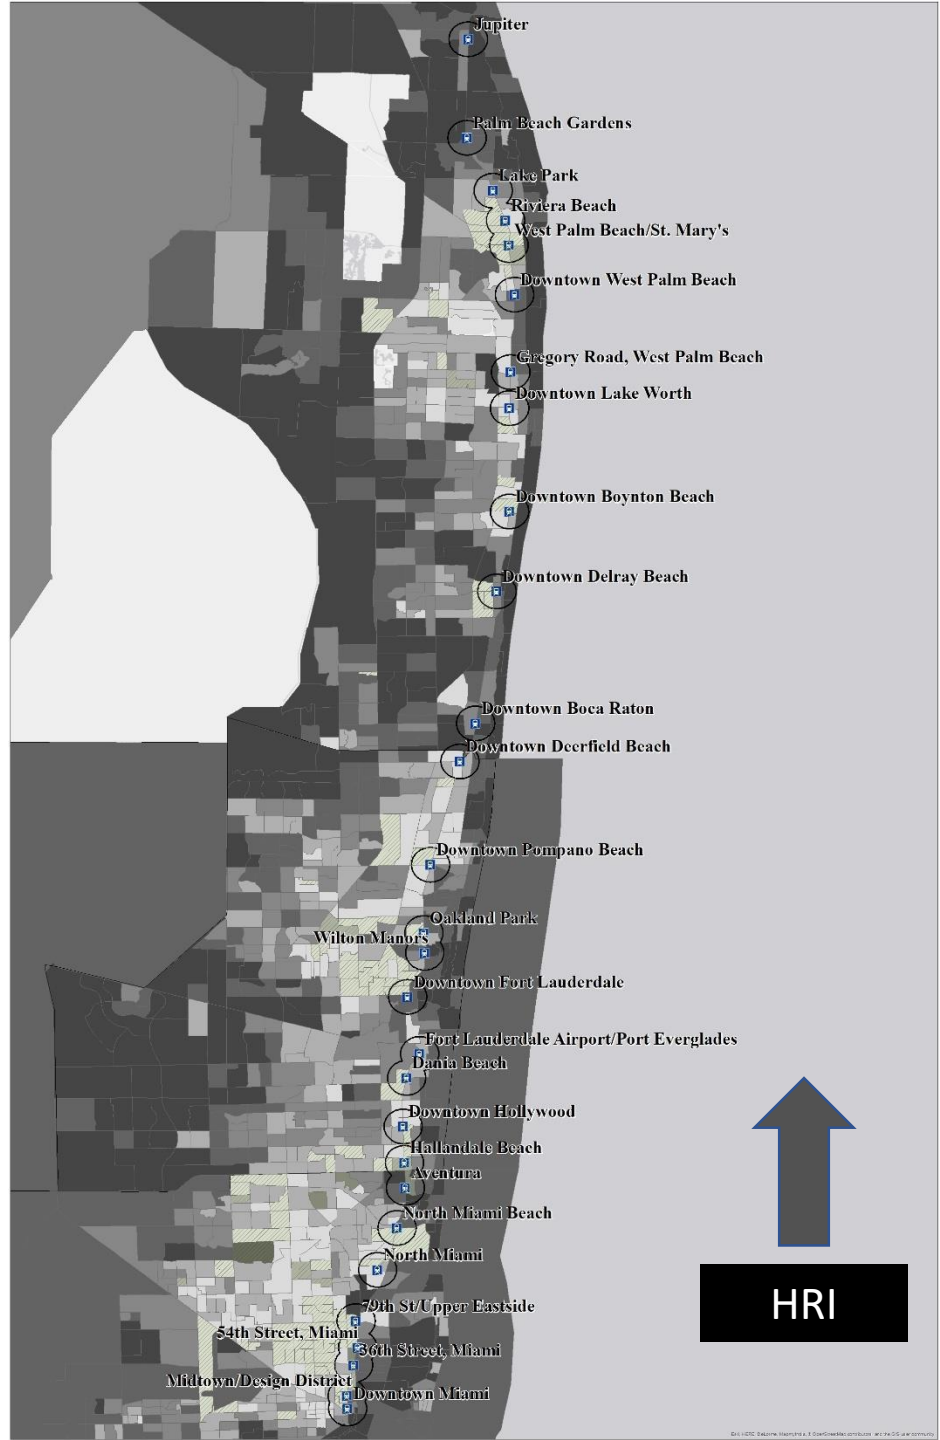 Jupiter
Palm Beach Gardens
Lake Park
Riviera Beach
West Palm Beach/St. Mary's
Downtown West Palm Beach
Gregory Road, West Palm Beach
Downtown Lake Worth
Downtown Boynton Beach
Downtown Delray Beach
Downtown Boca Raton
Downtown Deerfield Beach
Downtown Pompano Beach
Oakland Park
Wilton Manors
Downtown Fort Lauderdale
Fort Lauderdale Airport/Port Everglades
Dania Beach
Downtown Hollywood
Hallandale Beach
Aventura
North Miami Beach
North Miami
79th St/Upper Eastside
54th Street, Miami
36th Street, Miami
Midtown/Design District
Downtown Miami
HRI